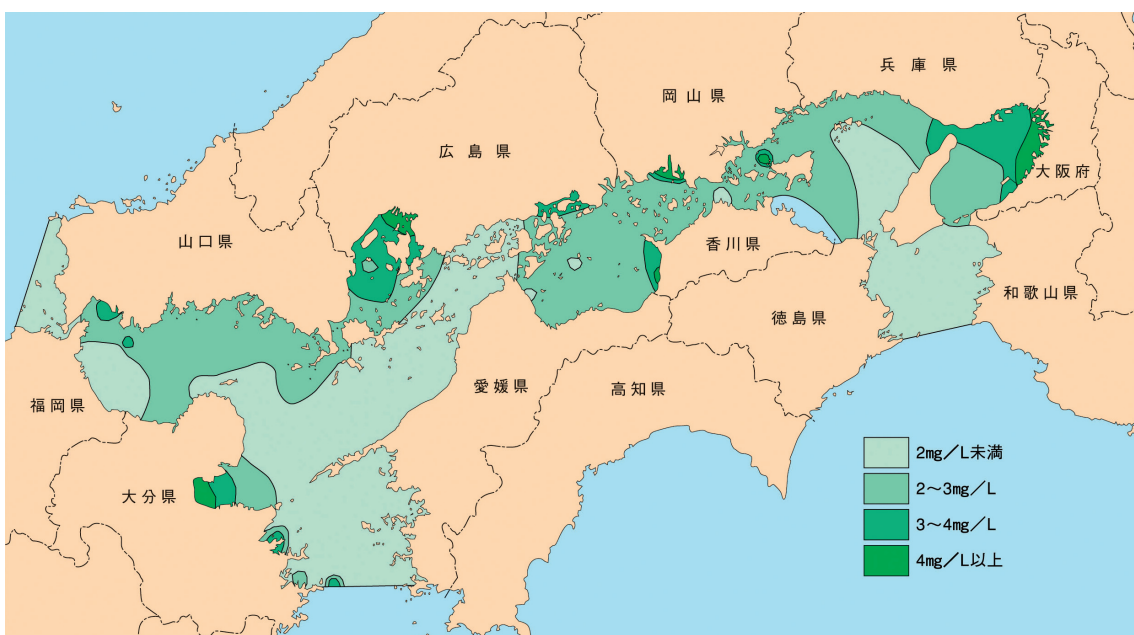 兵庫県
岡山県
広島県
大阪府
山口県
香川県
和歌山県
徳島県
愛媛県
高知県
福岡県
大分県
2mg/L未満
2～3mg/L
3～4mg/L
4mg/L以上